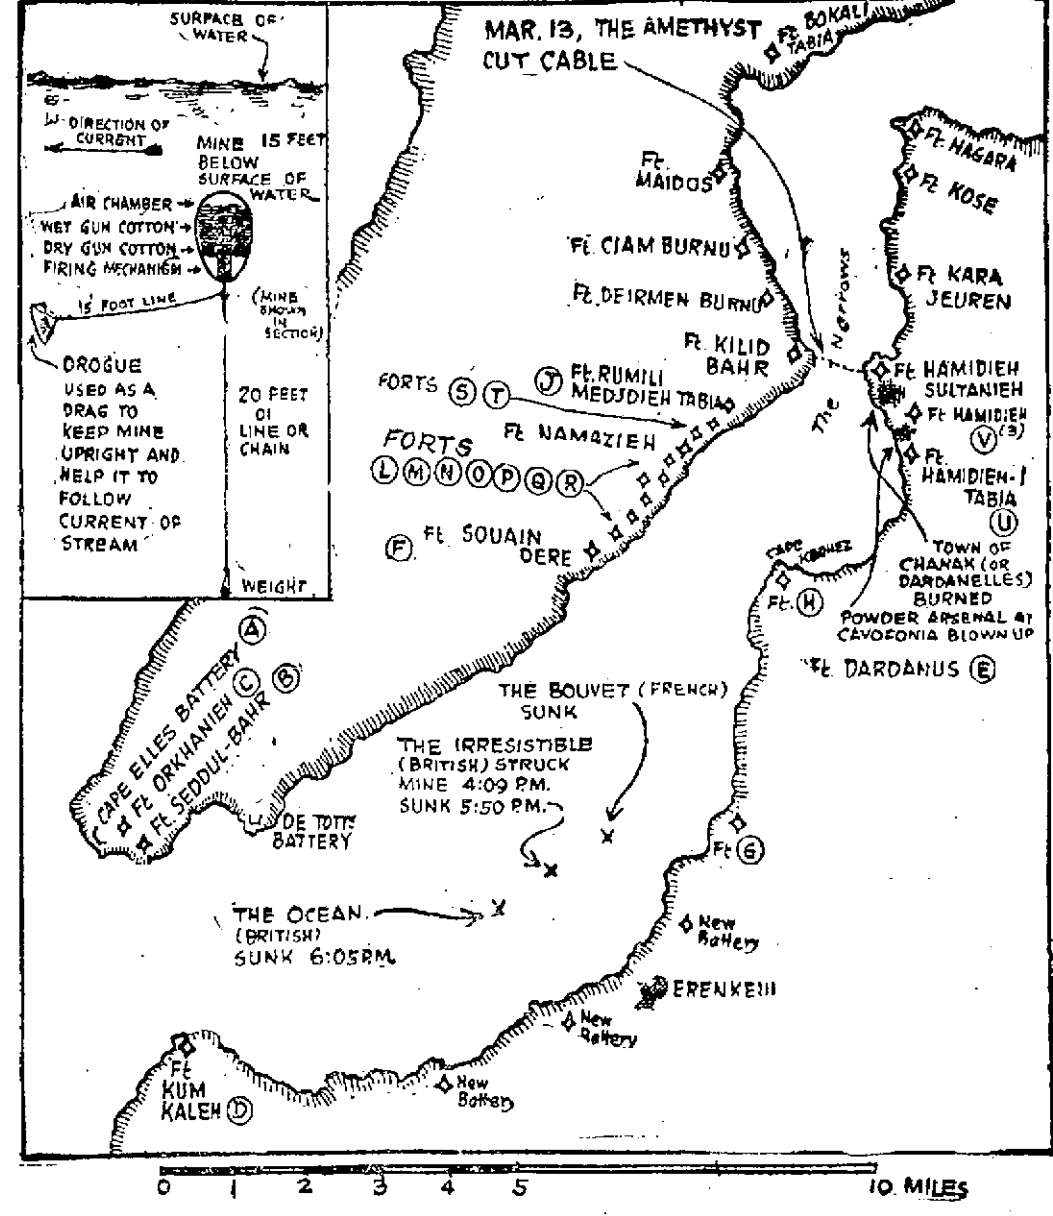 SURFACE OF
WATER
DIRECTION OF
CURRENT
MINE 15 FEET
BELOW
SURFACE OF
WATER
AIR CHAMBER
WET GUN COTTON
DRY GUN COTTON
FIRING MECHANISM
15 FOOT LINE
(MINE
SHOWN
IN
SECTION)
DROGUE
USED AS A
DRAG TO
KEEP MINE
UPRIGHT AND
HELP IT TO
FOLLOW
CURRENT OF
STREAM
20 FEET
OF
LINE OR
CHAIN
WEIGHT
MAR. 13, THE AMETHYST
CUT CABLE
Ft. BOKALI
TABIA
Ft. NAGARA
Ft. KOSE
Ft.
MAIDOS
Ft. CIAM BURNU
Ft. KARA
JEUREN
Ft. DEIRMEN BURNU
The Narrows
Ft. KILID
BAHR
Ft. HAMIDIEH
SULTANIEH
J Ft. RUMILI
MEDJDIEH TABIA
FORTS S T
Ft HAMIDIEH
(3)
V
Ft. NAMAZIEH
FORTS
L M N O P Q R
Ft.
HAMIDIEH-I
TABIA
U
F Ft. SOUAIN
DERE
TOWN OF
CHANAK (OR
DARDANELLES)
BURNED
CAPE
Ft. H
POWDER ARSENAL AT
CAVOFONIA BLOWN UP
Ft. DARDANUS E
CAPE ELLES BATTERY A
Ft ORKHANIEH C
Ft. SEDDUL-BAHR B
THE BOUVET (FRENCH)
SUNK
THE IRRESISTIBLE
(BRITISH) STRUCK
MINE 4:09 P.M.
SUNK 5:50 P.M.
DE TOTTS
BATTERY
Ft G
THE OCEAN
(BRITISH)
SUNK 6:05 P.M.
New
Battery
ERENKEUI
New
Battery
Ft
KUM
KALEH D
New
Battery
0 1 2 3 4 5 10 MILES